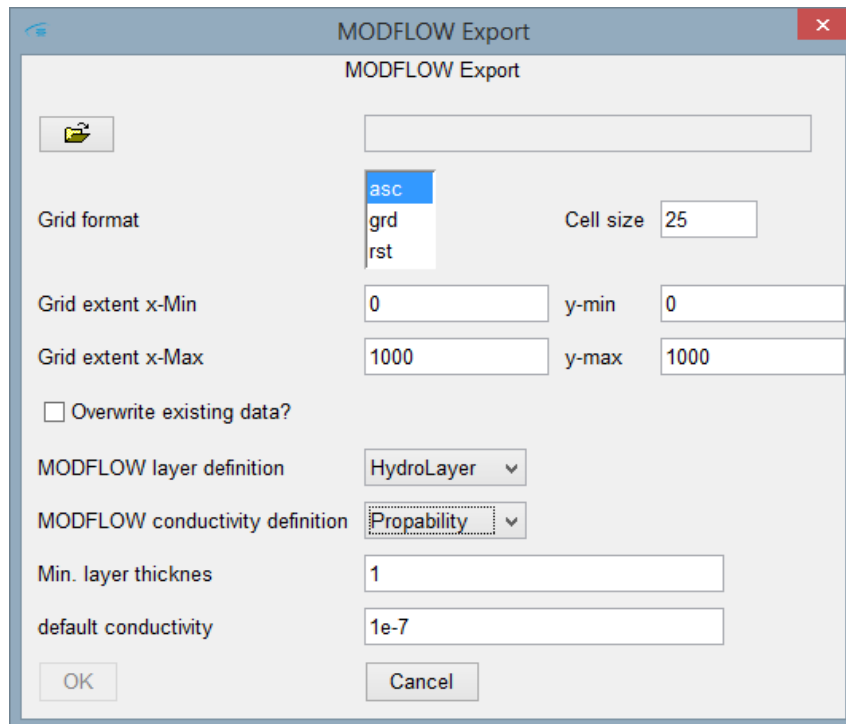 MODFLOW Export
MODFLOW Export
asc
Grid format grd Cell size 25
rst
Grid extent x-Min 0 y-min 0
Grid extent x-Max 1000 y-max 1000
Overwrite existing data?
MODFLOW layer definition HydroLayer
MODFLOW conductivity definition Propability
Min. layer thicknes 1
default conductivity 1e-7
OK Cancel